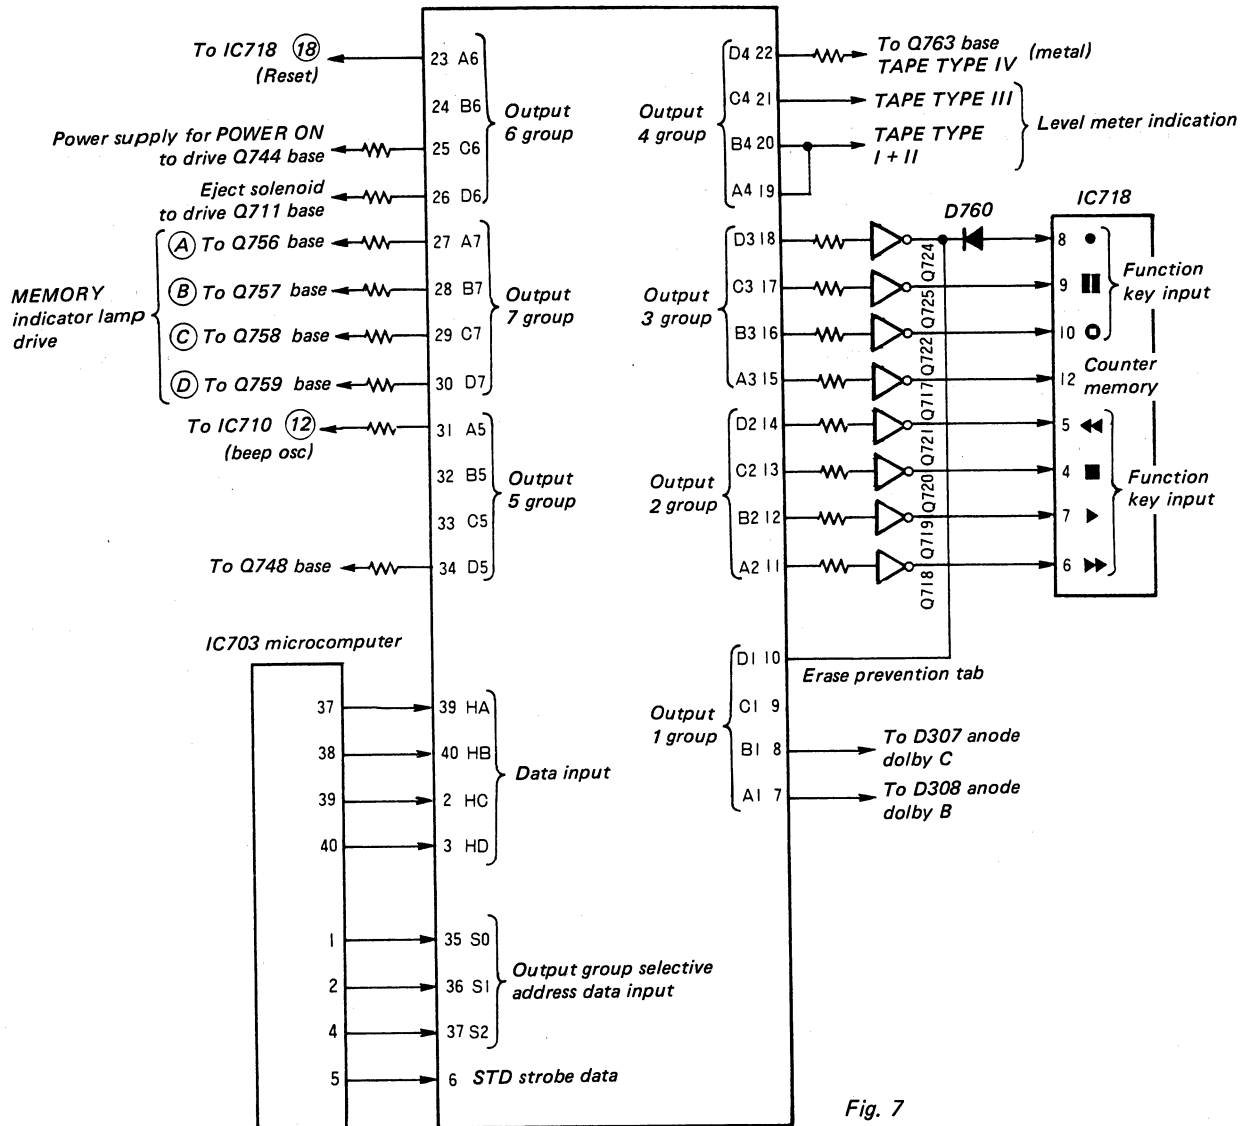 To IC718 (18)
(Reset)
Power supply for POWER ON
to drive Q744 base
Eject solenoid
to drive Q711 base
MEMORY
indicator lamp
drive
(A) To Q756 base
(B) To Q757 base
(C) To Q758 base
(D) To Q759 base
To IC710 (12)
(beep osc)
To Q748 base
23 A6
24 B6
25 C6
26 D6
Output
6 group
27 A7
28 B7
29 C7
30 D7
Output
7 group
31 A5
32 B5
33 C5
34 D5
Output
5 group
IC703 microcomputer
37
38
39
40
1
2
4
5
39 HA
40 HB
2 HC
3 HD
Data input
35 S0
36 S1
37 S2
Output group selective
address data input
6 STD strobe data
Output
4 group
D4 22
C4 21
B4 20
A4 19
To Q763 base
TAPE TYPE IV (metal)
TAPE TYPE III
TAPE TYPE
I + II
Level meter indication
Output
3 group
D3 18
C3 17
B3 16
A3 15
Output
2 group
D2 14
C2 13
B2 12
A2 11
Q724
Q725
Q722
Q717
Q721
Q720
Q719
Q718
D760
IC718
8
9
10
Function
key input
12 Counter
memory
5
4
7
6
Function
key input
Output
1 group
D1 10
C1 9
B1 8
A1 7
Erase prevention tab
To D307 anode
dolby C
To D308 anode
dolby B
Fig. 7